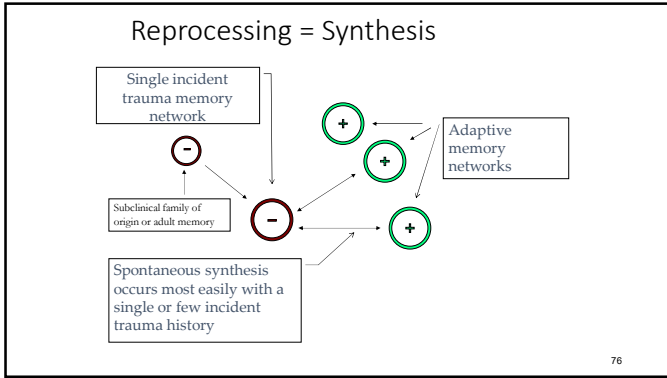 Reprocessing = Synthesis
Single incident
trauma memory
network
+
+
Adaptive
memory
networks
-
Subclinical family of
origin or adult memory
-
+
Spontaneous synthesis
occurs most easily with a
single or few incident
trauma history
76